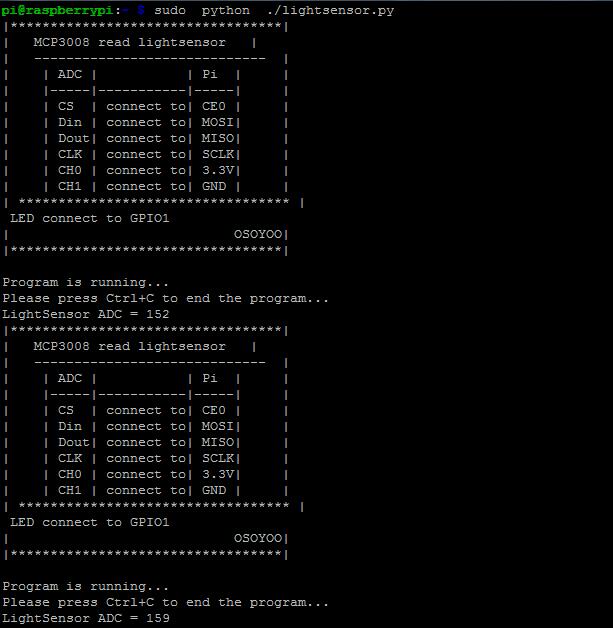 pi@raspberrypi:~ $ sudo  python  ./lightsensor.py
|**********************************|
|   MCP3008 read lightsensor   |
|   -----------------------------  |
|    | ADC |           | Pi  |     |
|    |-----|-----------|-----|     |
|    | CS  | connect to| CE0 |     |
|    | Din | connect to| MOSI|     |
|    | Dout| connect to| MISO|     |
|    | CLK | connect to| SCLK|     |
|    | CH0 | connect to| 3.3V|     |
|    | CH1 | connect to| GND |     |
| ********************************** |
 LED connect to GPIO1
|                            OSOYOO|
|**********************************|
Program is running...
Please press Ctrl+C to end the program...
LightSensor ADC = 152
|**********************************|
|   MCP3008 read lightsensor   |
|   -----------------------------  |
|    | ADC |           | Pi  |     |
|    |-----|-----------|-----|     |
|    | CS  | connect to| CE0 |     |
|    | Din | connect to| MOSI|     |
|    | Dout| connect to| MISO|     |
|    | CLK | connect to| SCLK|     |
|    | CH0 | connect to| 3.3V|     |
|    | CH1 | connect to| GND |     |
| ********************************** |
 LED connect to GPIO1
|                            OSOYOO|
|**********************************|
Program is running...
Please press Ctrl+C to end the program...
LightSensor ADC = 159